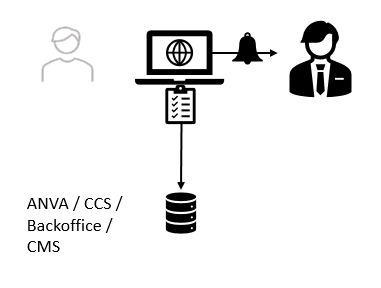 ANVA / CCS /
Backoffice /
CMS